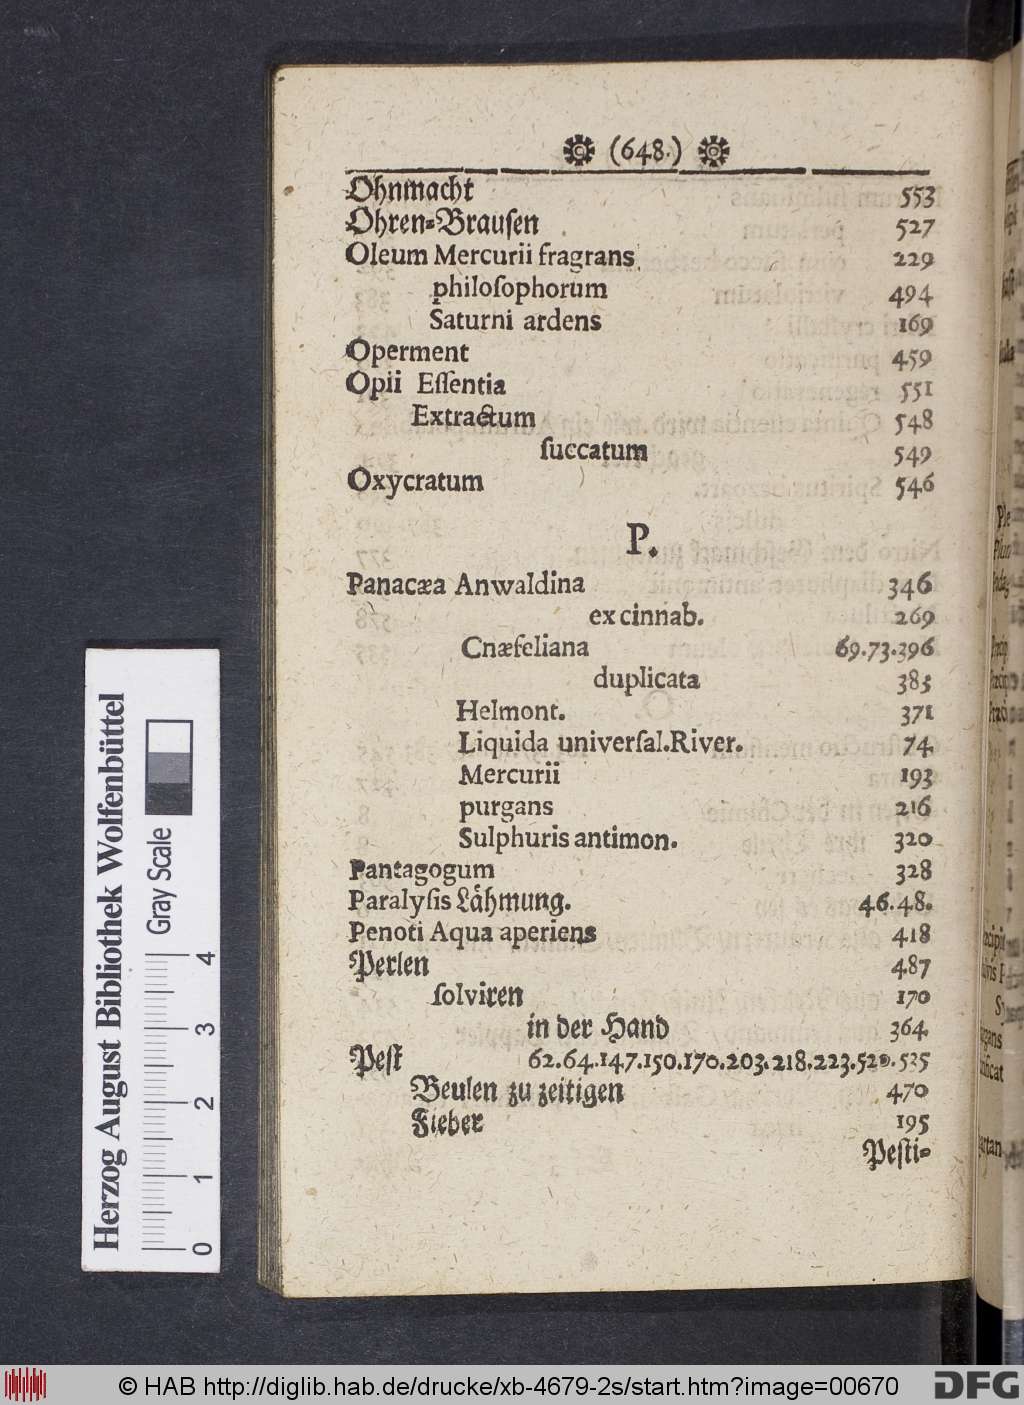 (648.)
Ohnmacht 553
Ohren-Brausen 527
Oleum Mercurii fragrans 229
philoſophorum 494
Saturni ardens 169
Operment 459
Opii Eſſentia 551
Extractum 548
ſuccatum 549
Oxycratum 546
P.
Panacæa Anwaldina 346
ex cinnab. 269
Cnæfeliana 69.73.396
duplicata 385
Helmont. 371
Liquida univerſal.River. 74
Mercurii 193
purgans 216
Sulphuris antimon. 320
Pantagogum 328
Paralyſis Lähmung. 46.48.
Penoti Aqua aperiens 418
Perlen 487
ſolviren 170
in der Hand 364
Peſt 62.64.147.150.170.203.218.223.520.535
Beulen zu zeitigen 470
Fieber 195
Peſti-
Herzog August Bibliothek Wolfenbüttel
Gray Scale
0 1 2 3 4
© HAB http://diglib.hab.de/drucke/xb-4679-2s/start.htm?image=00670
DFG